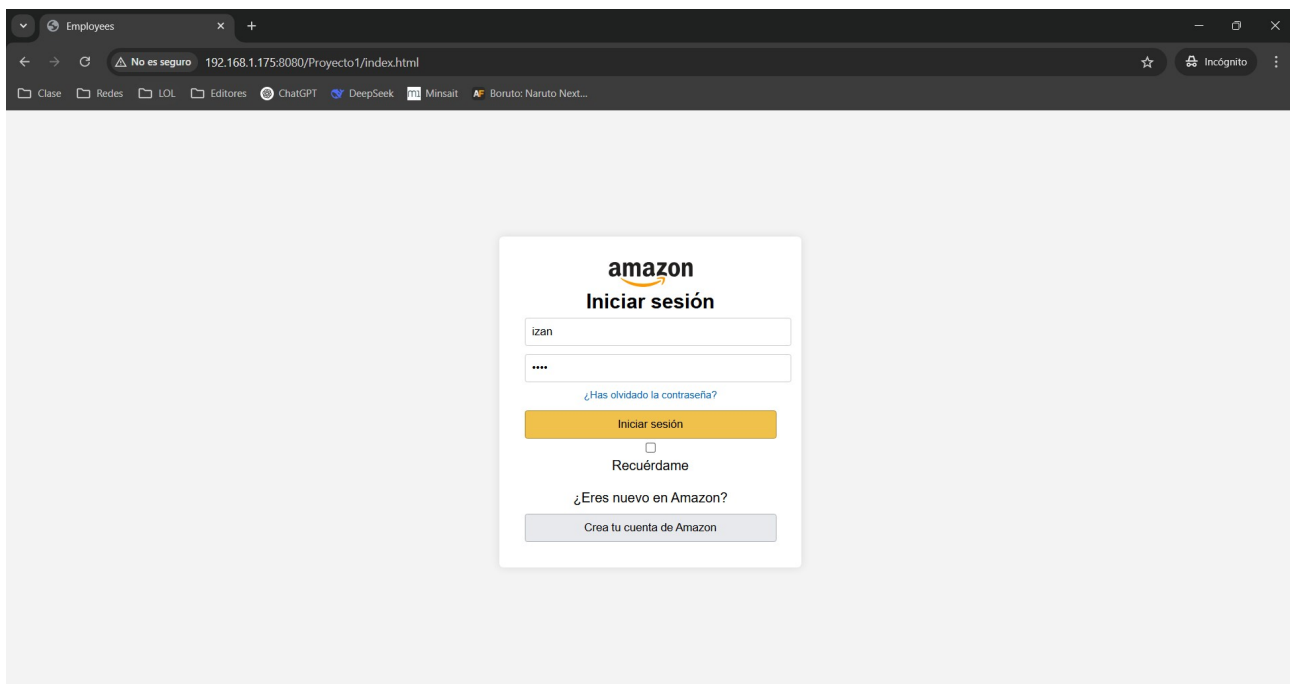 Employees
No es seguro 192.168.1.175:8080/Proyecto1/index.html Incógnito
Clase Redes LOL Editores ChatGPT DeepSeek m1 Minsait AF Boruto: Naruto Next...
amazon
Iniciar sesión
izan
••••
¿Has olvidado la contraseña?
Iniciar sesión
Recuérdame
¿Eres nuevo en Amazon?
Crea tu cuenta de Amazon